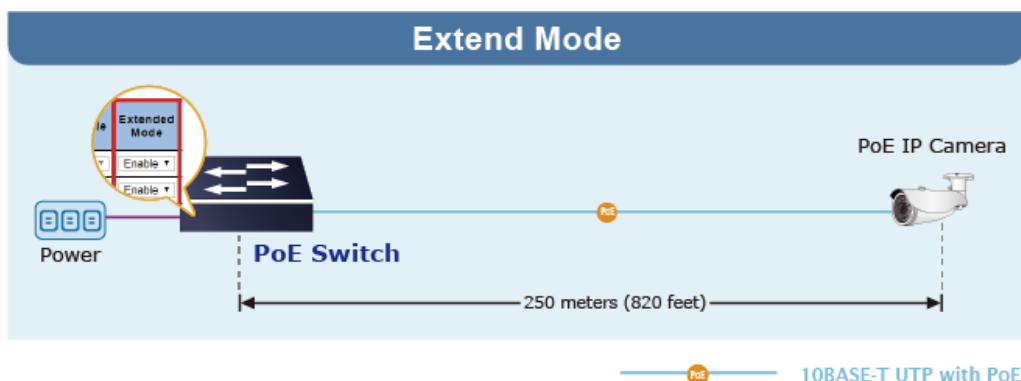 Extend Mode
le
Extended
Mode
Enable
Enable
PoE IP Camera
PoE
Power
PoE Switch
250 meters (820 feet)
PoE
10BASE-T UTP with PoE